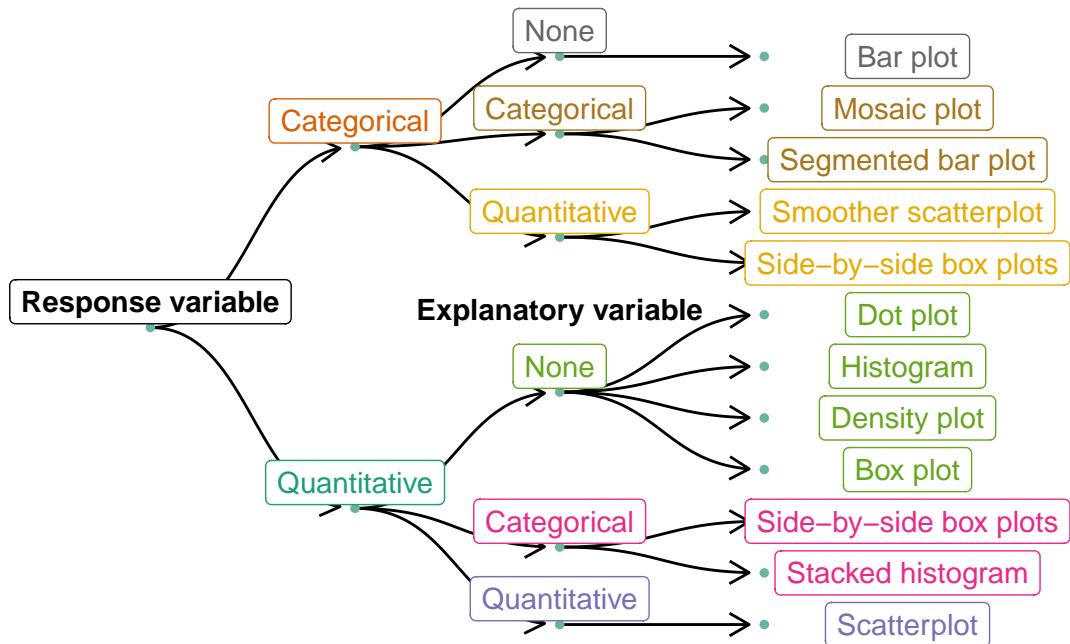 None
Bar plot
Categorical
Categorical
Mosaic plot
Segmented bar plot
Quantitative
Smoother scatterplot
Side−by−side box plots
Response variable
Explanatory variable
Dot plot
None
Histogram
Density plot
Box plot
Quantitative
Categorical
Side−by−side box plots
Stacked histogram
Quantitative
Scatterplot